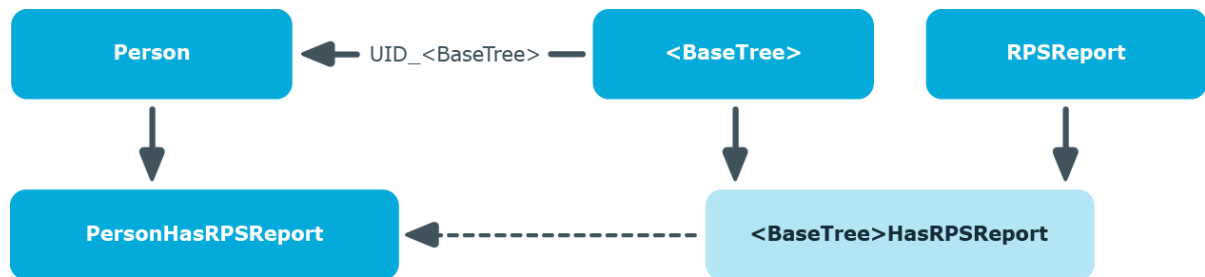 Person
UID_<BaseTree>
<BaseTree>
RPSReport
PersonHasRPSReport
<BaseTree>HasRPSReport